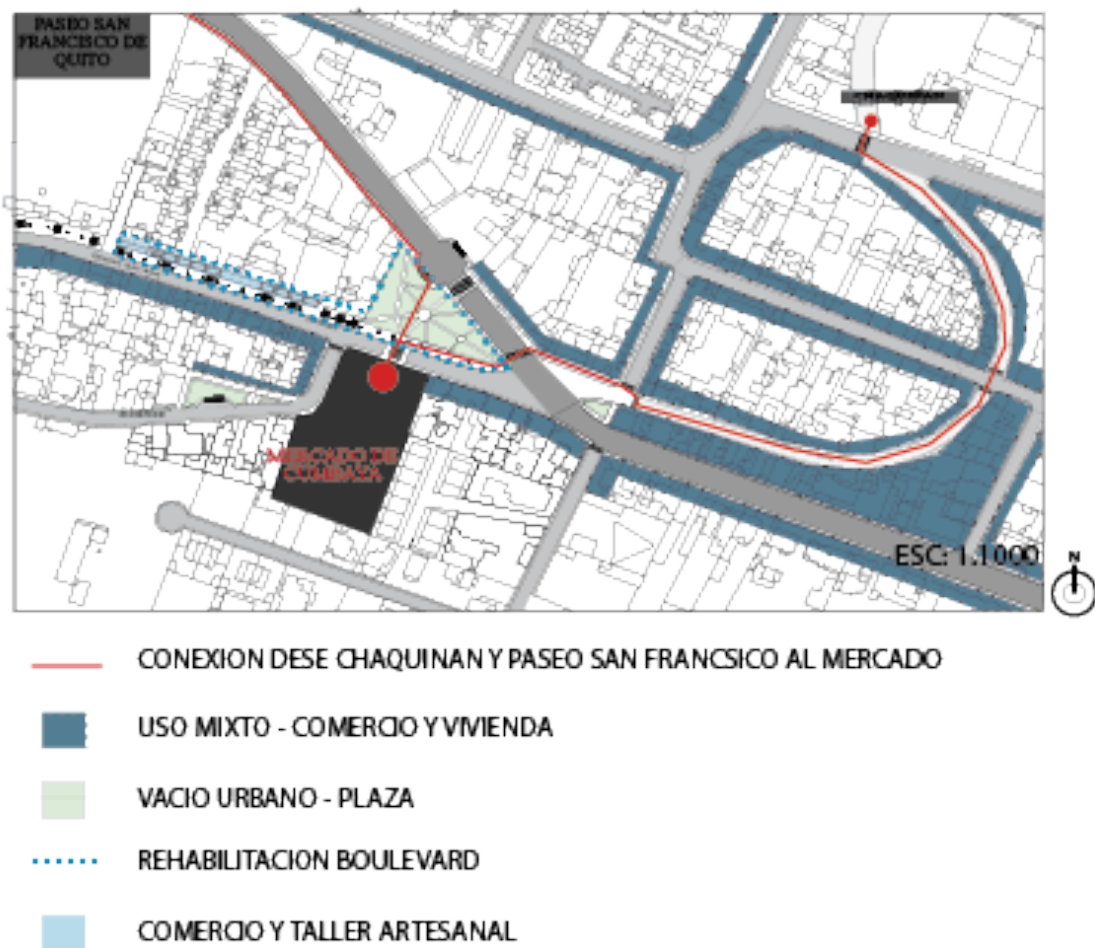 PASEO SAN
FRANCISCO DE
QUITO
CHAQUIÑAN
MERCADO DE
CUMBAYA
ESC: 1.1000
N
CONEXION DESE CHAQUINAN Y PASEO SAN FRANCSICO AL MERCADO
USO MIXTO - COMERCIO Y VIVIENDA
VACIO URBANO - PLAZA
REHABILITACION BOULEVARD
COMERCIO Y TALLER ARTESANAL